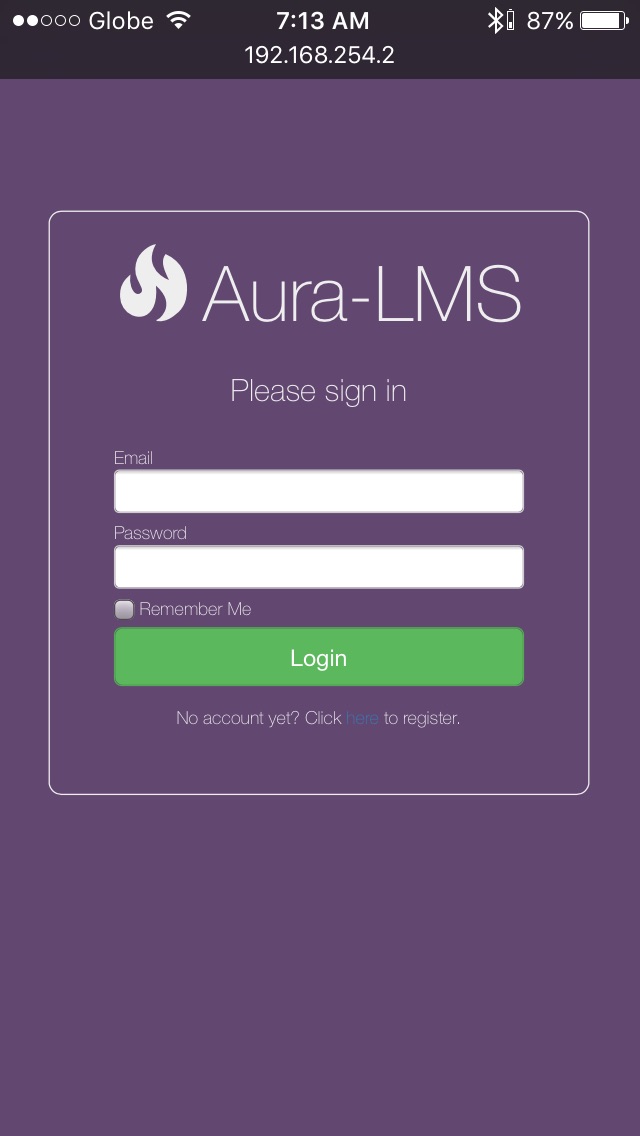 Globe 7:13 AM 87%
192.168.254.2
Aura-LMS
Please sign in
Email
Password
Remember Me
Login
No account yet? Click here to register.